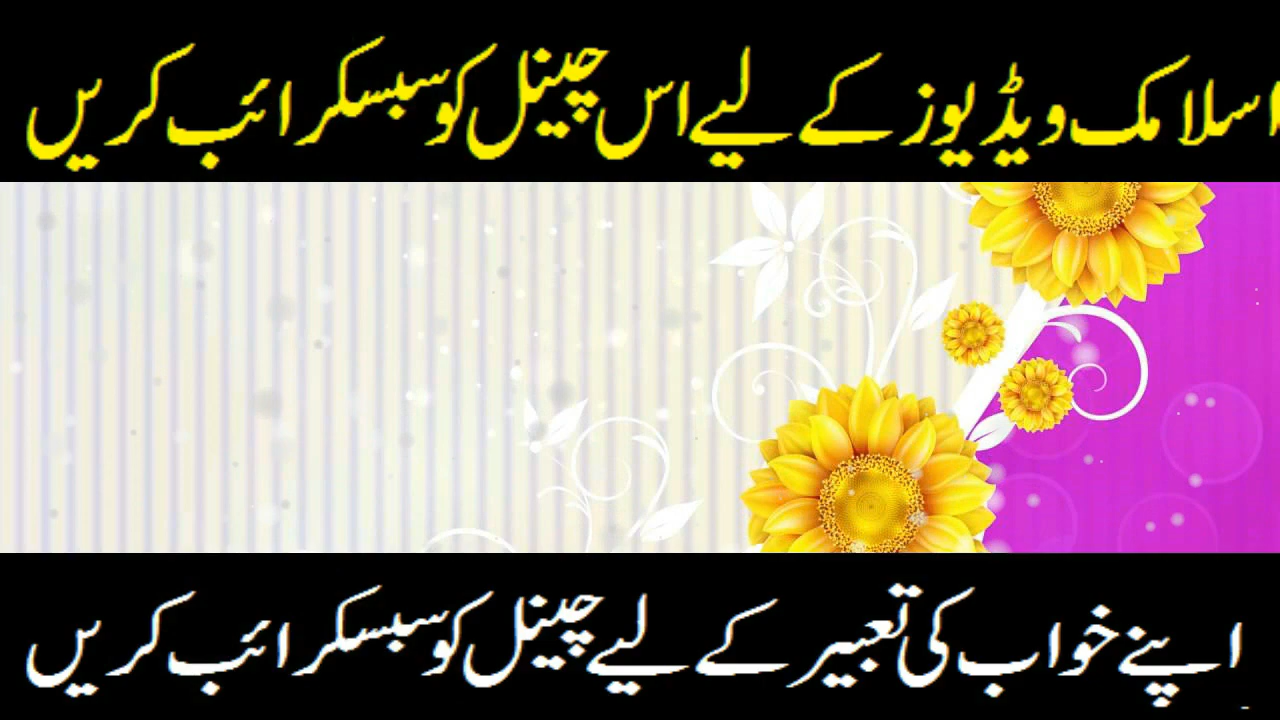 اسلامک ویڈیوز کے لیے اس چینل کو سبسکرائب کریں
اپنے خواب کی تعبیر کے لیے چینل کو سبسکرائب کریں